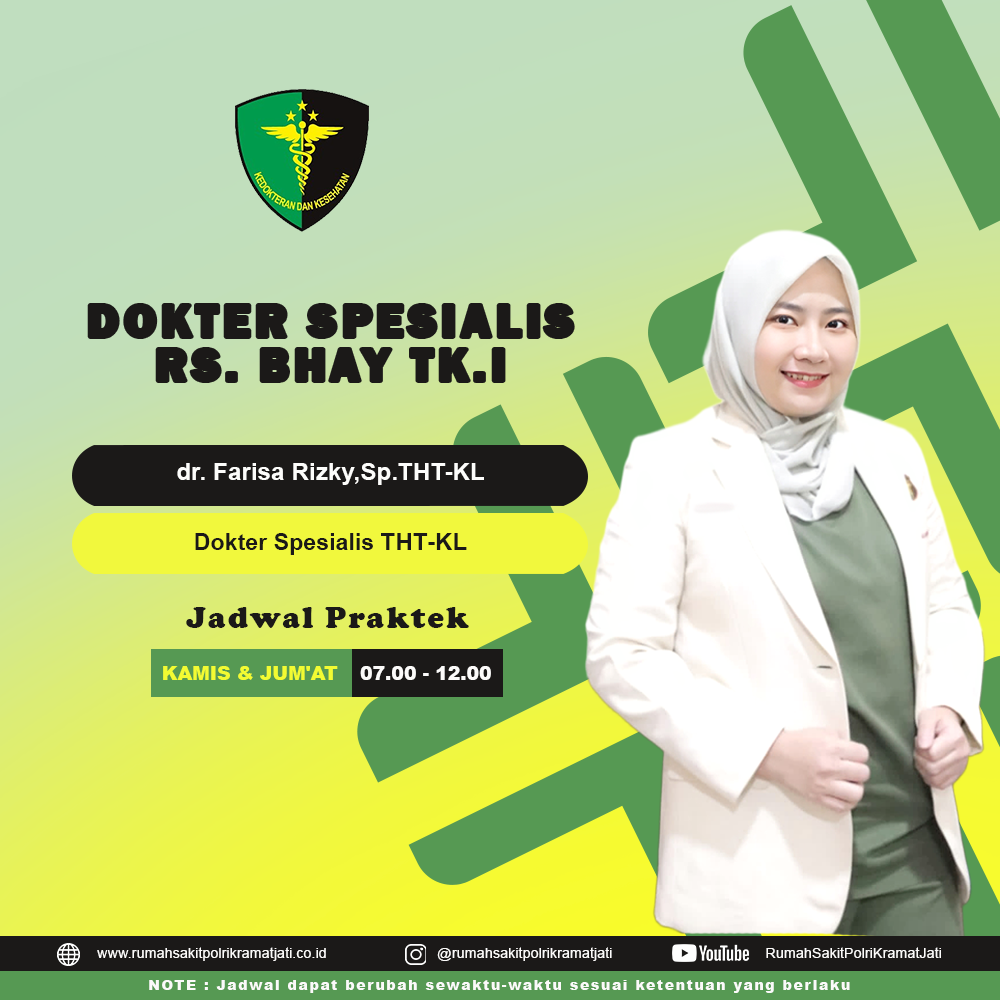 KEDOKTERAN DAN KESEHATAN
DOKTER SPESIALIS
RS. BHAY TK.I
dr. Farisa Rizky,Sp.THT-KL
Dokter Spesialis THT-KL
Jadwal Praktek
KAMIS & JUM'AT 07.00 - 12.00
www.rumahsakitpolrikramatjati.co.id @rumahsakitpolrikramatjati YouTube RumahSakitPolriKramatJati
NOTE : Jadwal dapat berubah sewaktu-waktu sesuai ketentuan yang berlaku